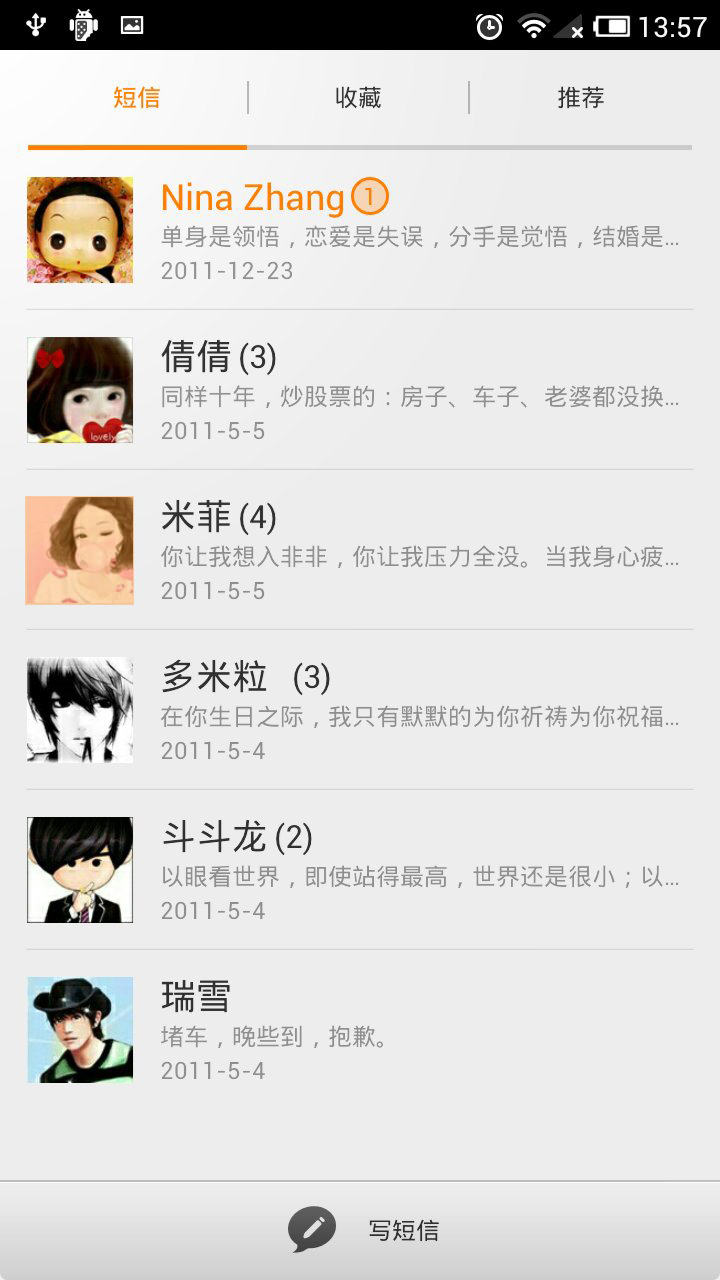 13:57
短信 收藏 推荐
Nina Zhang 1
单身是领悟，恋爱是失误，分手是觉悟，结婚是...
2011-12-23
倩倩 (3)
同样十年，炒股票的：房子、车子、老婆都没换...
2011-5-5
lovely
米菲 (4)
你让我想入非非，你让我压力全没。当我身心疲...
2011-5-5
多米粒 (3)
在你生日之际，我只有默默的为你祈祷为你祝福...
2011-5-4
斗斗龙 (2)
以眼看世界，即使站得最高，世界还是很小；以...
2011-5-4
瑞雪
堵车，晚些到，抱歉。
2011-5-4
写短信